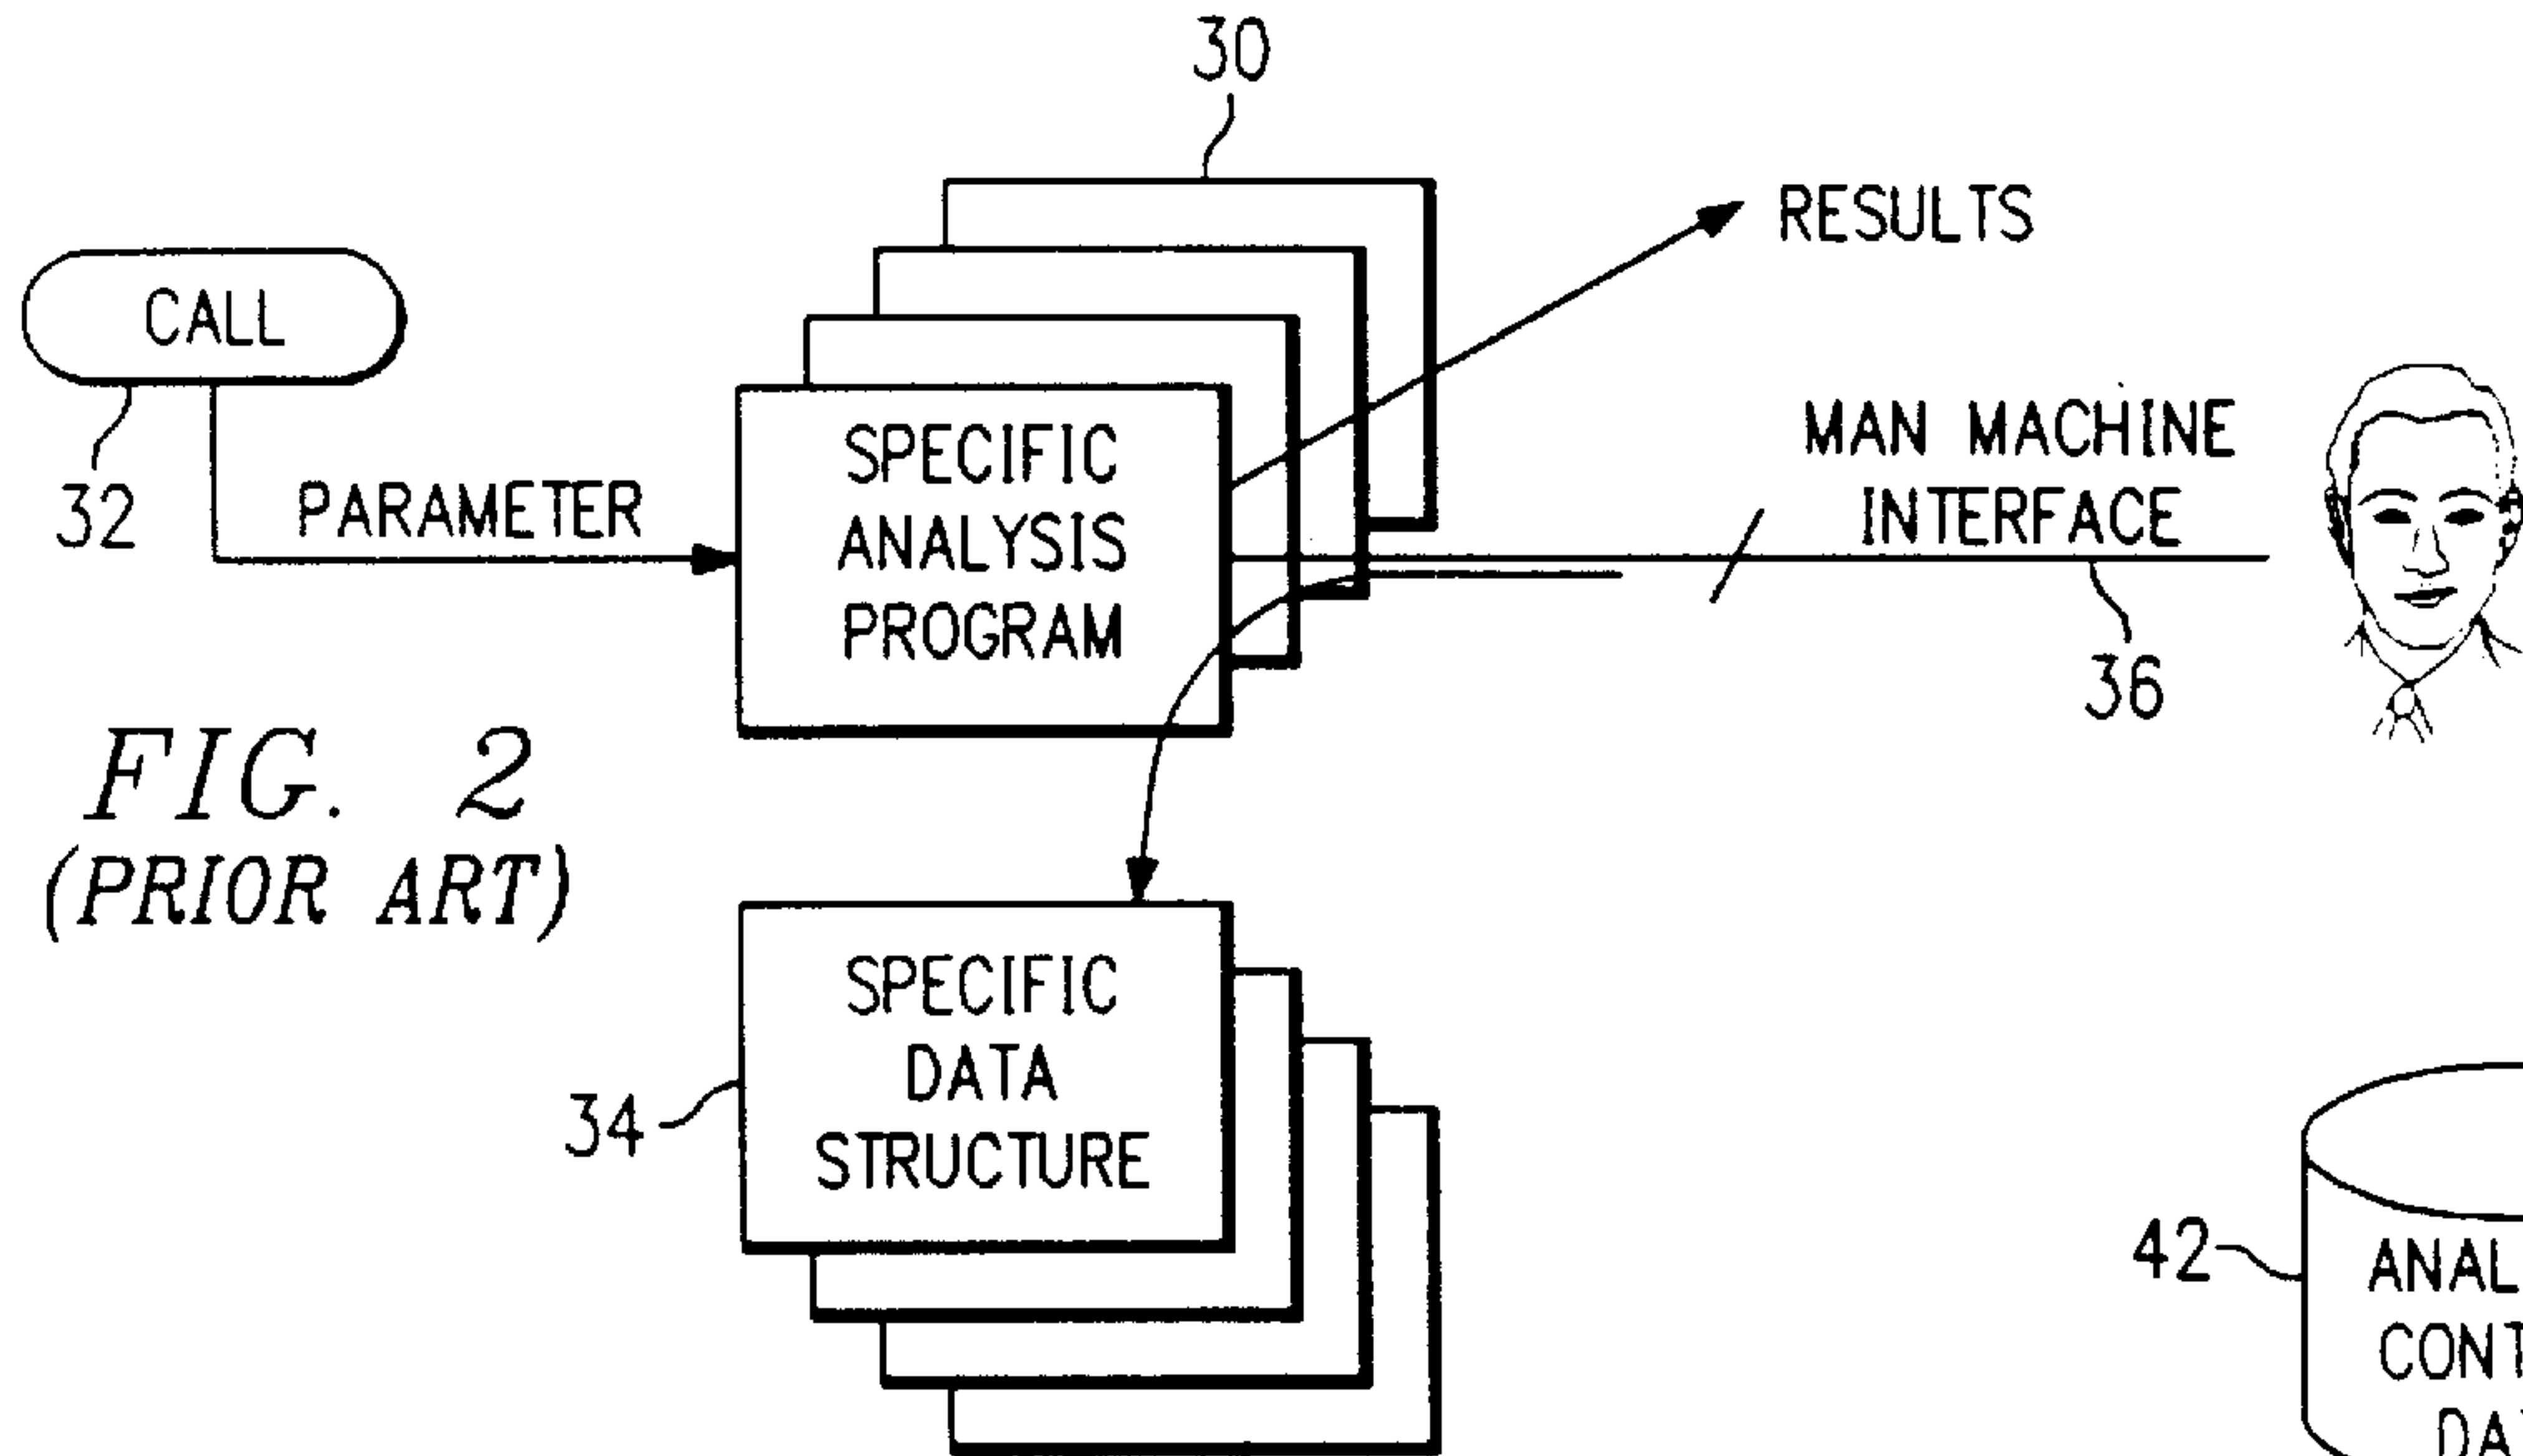 30
RESULTS
CALL
32
PARAMETER
SPECIFIC
ANALYSIS
PROGRAM
MAN MACHINE
INTERFACE
36
FIG. 2
(PRIOR ART)
SPECIFIC
DATA
STRUCTURE
34
42